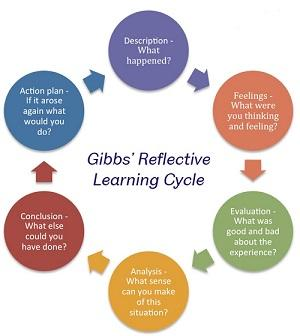 Description -
What
happened?
Feelings -
What were
you thinking
and feeling?
Evaluation -
What was
good and bad
about the
experience?
Analysis -
What sense
can you make
of this
situation?
Conclusion -
What else
could you
have done?
Action plan -
If it arose
again what
would you
do?
Gibbs' Reflective
Learning Cycle